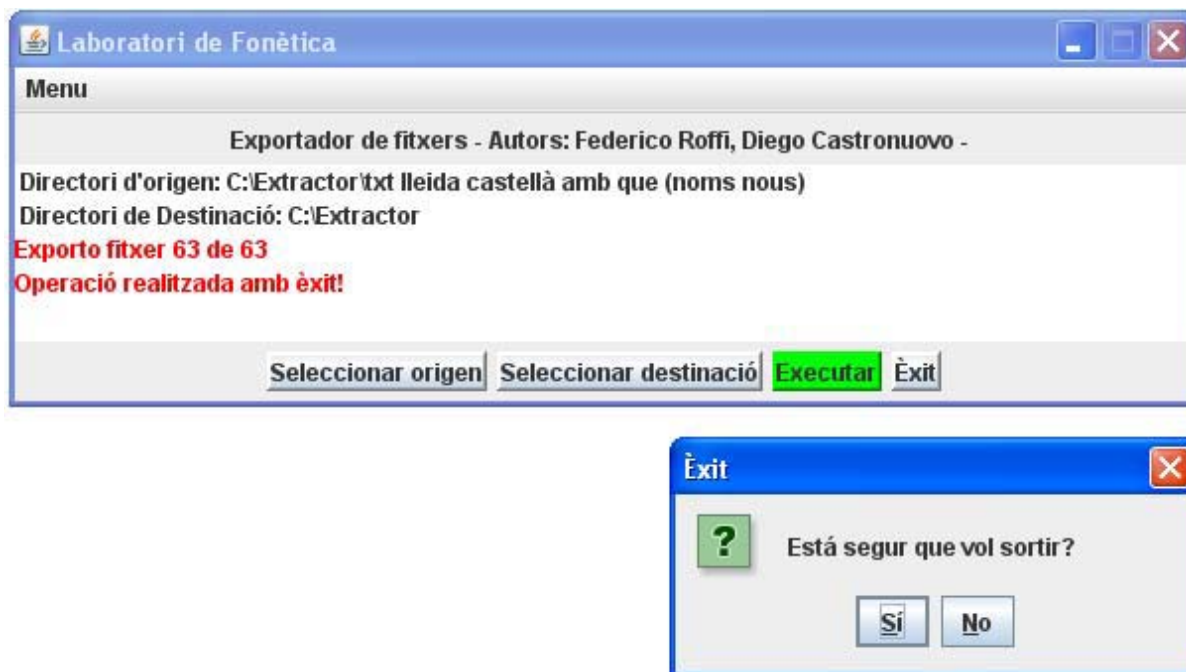 Laboratori de Fonètica
Menu
Exportador de fitxers - Autors: Federico Roffi, Diego Castronuovo -
Directori d'origen: C:\Extractor\txt lleida castellà amb que (noms nous)
Directori de Destinació: C:\Extractor
Exporto fitxer 63 de 63
Operació realitzada amb èxit!
Seleccionar origen Seleccionar destinació Executar Èxit
Èxit
? Está segur que vol sortir?
Sí No